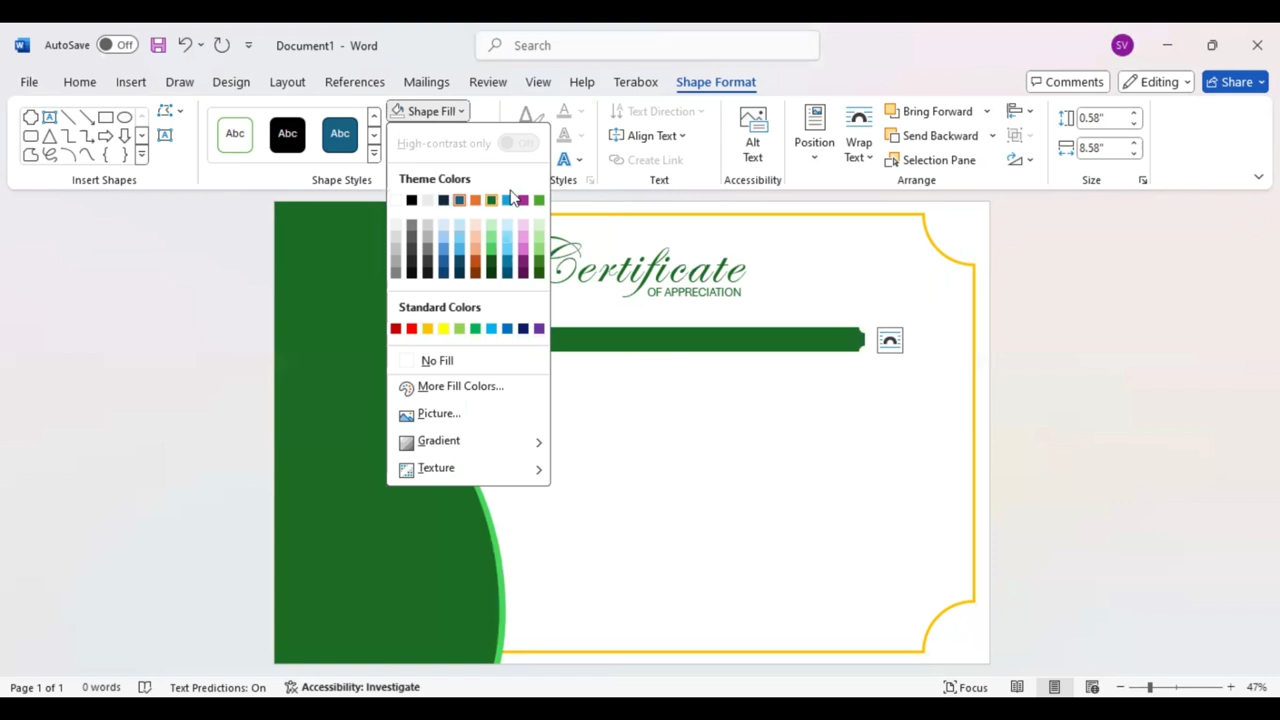 AutoSave Off Document1 - Word Search SV
File Home Insert Draw Design Layout References Mailings Review View Help Terabox Shape Format Comments Editing Share
Abc Abc Abc Shape Fill Text Direction Bring Forward 0.58"
High-contrast only Off Align Text Alt Text Position Wrap Text Send Backward 8.58"
Create Link Selection Pane
Insert Shapes Shape Styles Styles Text Accessibility Arrange Size
Theme Colors
Standard Colors
No Fill
More Fill Colors...
Picture...
Gradient
Texture
Certificate
OF APPRECIATION
Page 1 of 1 0 words Text Predictions: On Accessibility: Investigate Focus 47%